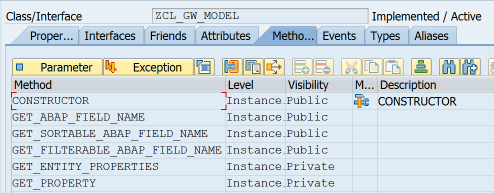 Class/Interface ZCL_GW_MODEL Implemented / Active
Proper... Interfaces Friends Attributes Metho... Events Types Aliases
Parameter Exception
Method Level Visibility M... Description
CONSTRUCTOR Instance Public CONSTRUCTOR
GET_ABAP_FIELD_NAME Instance Public
GET_SORTABLE_ABAP_FIELD_NAME Instance Public
GET_FILTERABLE_ABAP_FIELD_NAME Instance Public
GET_ENTITY_PROPERTIES Instance Private
GET_PROPERTY Instance Private